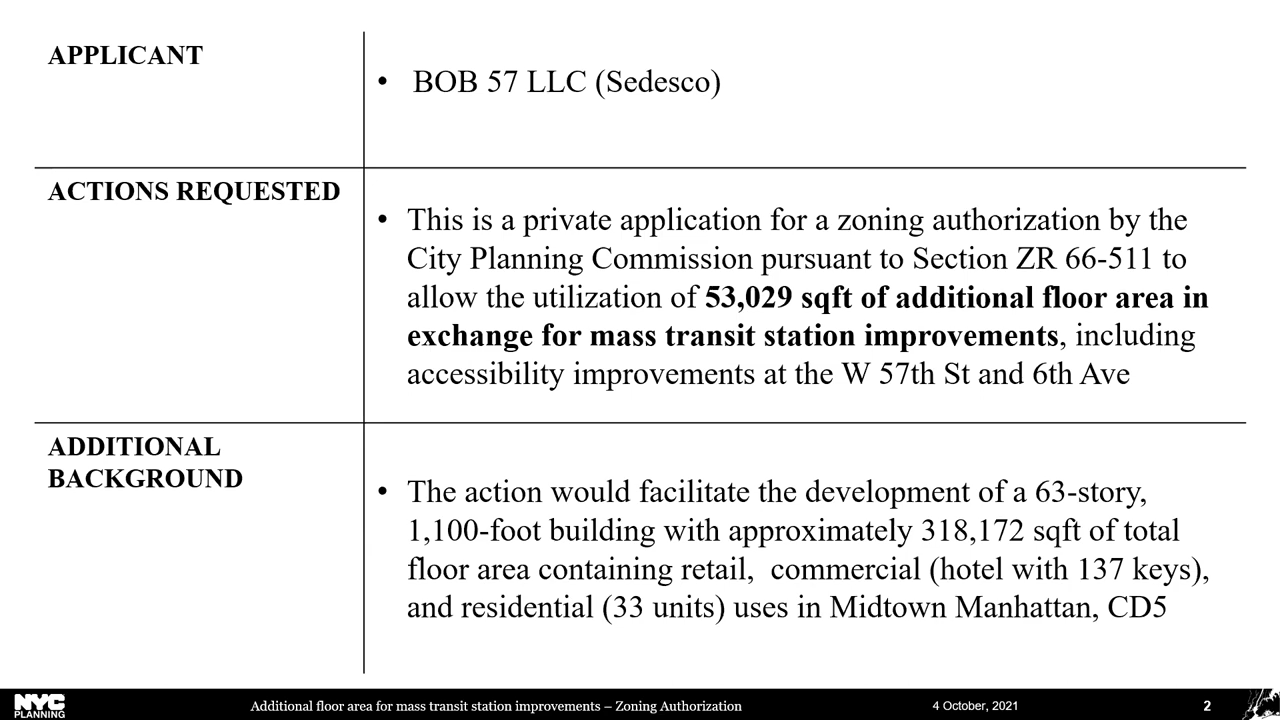 APPLICANT
• BOB 57 LLC (Sedesco)
ACTIONS REQUESTED
• This is a private application for a zoning authorization by the
City Planning Commission pursuant to Section ZR 66-511 to
allow the utilization of 53,029 sqft of additional floor area in
exchange for mass transit station improvements, including
accessibility improvements at the W 57th St and 6th Ave
ADDITIONAL
BACKGROUND
• The action would facilitate the development of a 63-story,
1,100-foot building with approximately 318,172 sqft of total
floor area containing retail,  commercial (hotel with 137 keys),
and residential (33 units) uses in Midtown Manhattan, CD5
NYC
PLANNING
Additional floor area for mass transit station improvements – Zoning Authorization
4 October, 2021
2